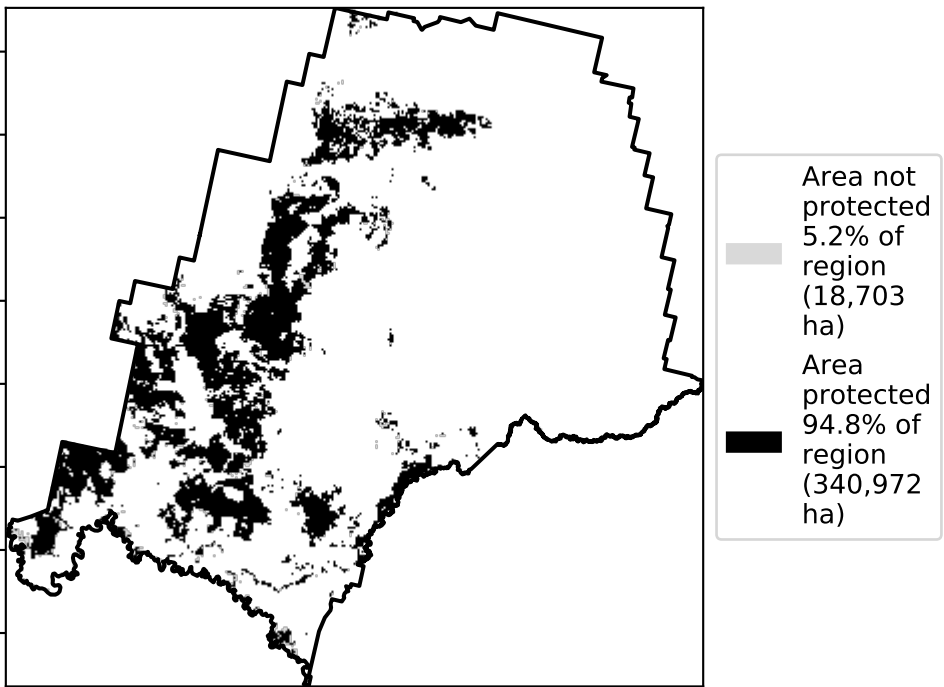 Area not
protected
5.2% of
region
(18,703
ha)
Area
protected
94.8% of
region
(340,972
ha)